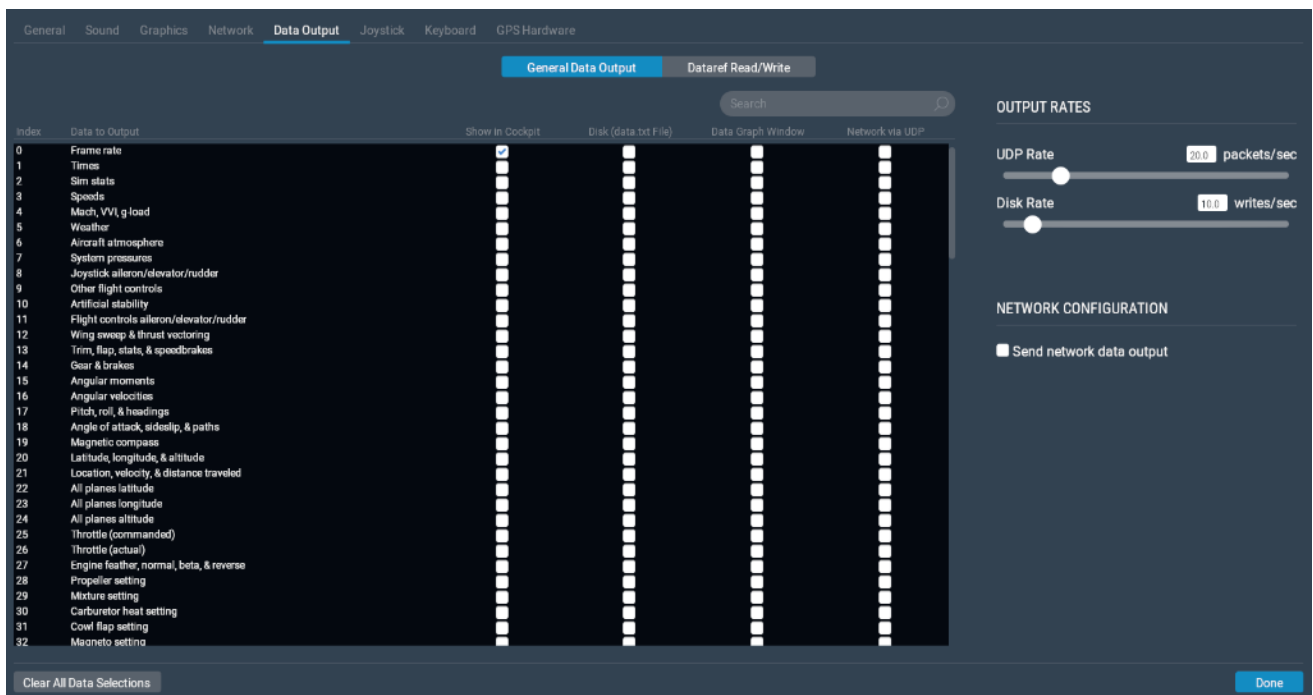 General Sound Graphics Network Data Output Joystick Keyboard GPS Hardware
General Data Output Dataref Read/Write
Search
OUTPUT RATES
Index Data to Output Show in Cockpit Disk (data.txt File) Data Graph Window Network via UDP
0 Frame rate
UDP Rate 20.0 packets/sec
1 Times
2 Sim stats
3 Speeds
Disk Rate 10.0 writes/sec
4 Mach, VVI, g-load
5 Weather
6 Aircraft atmosphere
7 System pressures
8 Joystick aileron/elevator/rudder
9 Other flight controls
10 Artificial stability
NETWORK CONFIGURATION
11 Flight controls aileron/elevator/rudder
12 Wing sweep & thrust vectoring
13 Trim, flap, stats, & speedbrakes
Send network data output
14 Gear & brakes
15 Angular moments
16 Angular velocities
17 Pitch, roll, & headings
18 Angle of attack, sideslip, & paths
19 Magnetic compass
20 Latitude, longitude, & altitude
21 Location, velocity, & distance traveled
22 All planes latitude
23 All planes longitude
24 All planes altitude
25 Throttle (commanded)
26 Throttle (actual)
27 Engine feather, normal, beta, & reverse
28 Propeller setting
29 Mixture setting
30 Carburetor heat setting
31 Cowl flap setting
32 Magneto setting
Clear All Data Selections Done